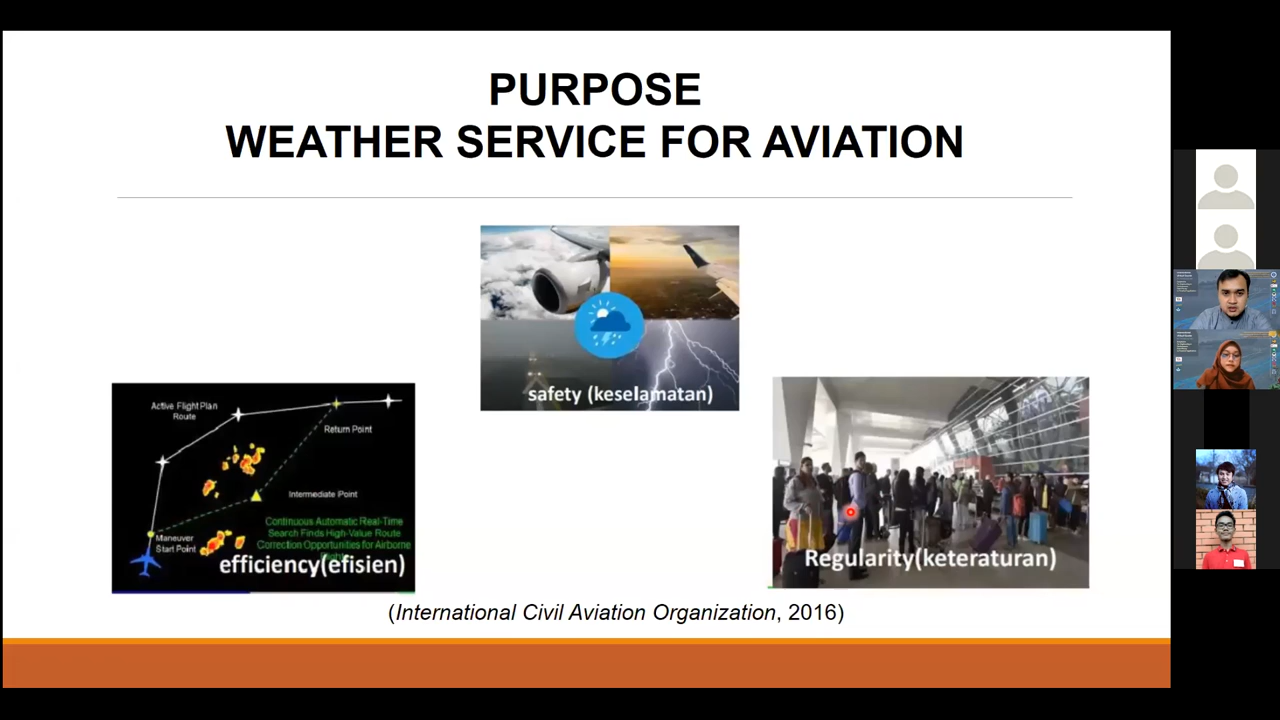 PURPOSE
WEATHER SERVICE FOR AVIATION
safety (keselamatan)
Active Flight Plan
Route
Return Point
Intermediate Point
Maneuver
Start Point
Continuous Automatic Real-Time
Search Finds High-Value Route
Correction Opportunities for Airborne
efficiency(efisien)
Regularity(keteraturan)
(International Civil Aviation Organization, 2016)